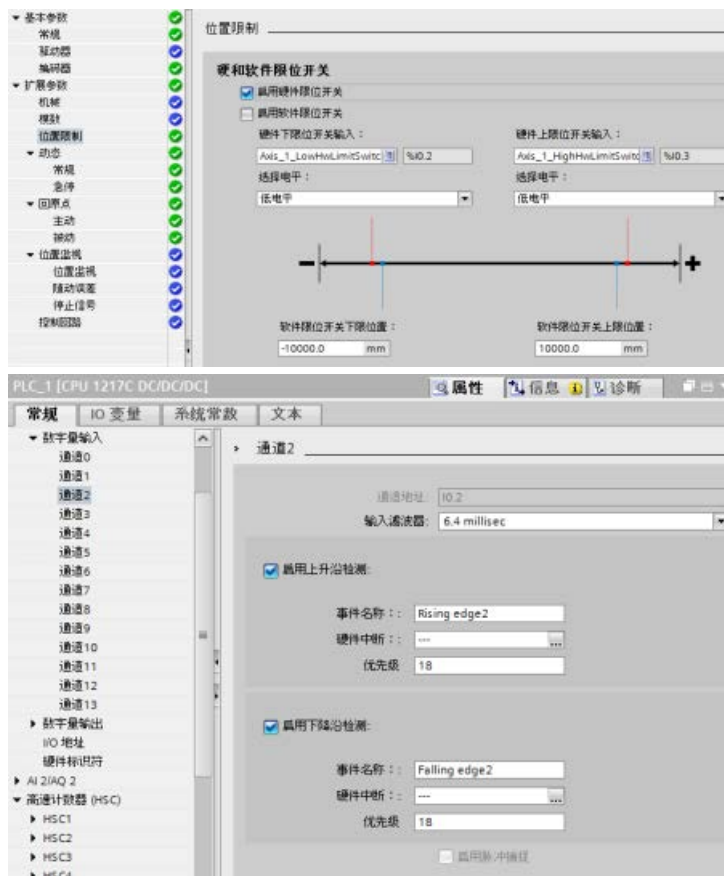 基本参数
常规
驱动器
编码器
扩展参数
机械
模数
位置限制
动态
常规
急停
回原点
主动
被动
位置监视
位置监视
随动误差
停止信号
控制回路
位置限制
硬和软件限位开关
启用硬件限位开关
启用软件限位开关
硬件下限位开关输入：
硬件上限位开关输入：
Axis_1_LowHwLimitSwitc
%I0.2
Axis_1_HighHwLimitSwitc
%I0.3
选择电平：
选择电平：
低电平
低电平
- +
软件限位开关下限位置：
软件限位开关上限位置：
-10000.0 mm
10000.0 mm
PLC_1 [CPU 1217C DC/DC/DC]
属性
信息
诊断
常规
IO 变量
系统常数
文本
数字量输入
通道0
通道1
通道2
通道3
通道4
通道5
通道6
通道7
通道8
通道9
通道10
通道11
通道12
通道13
数字量输出
I/O 地址
硬件标识符
AI 2/AQ 2
高速计数器 (HSC)
HSC1
HSC2
HSC3
HSC4
通道2
通道地址: I0.2
输入滤波器: 6.4 millisec
启用上升沿检测:
事件名称：: Rising edge2
硬件中断：: ---
...
优先级 18
启用下降沿检测:
事件名称：: Falling edge2
硬件中断：: ---
...
优先级 18
启用脉冲捕捉